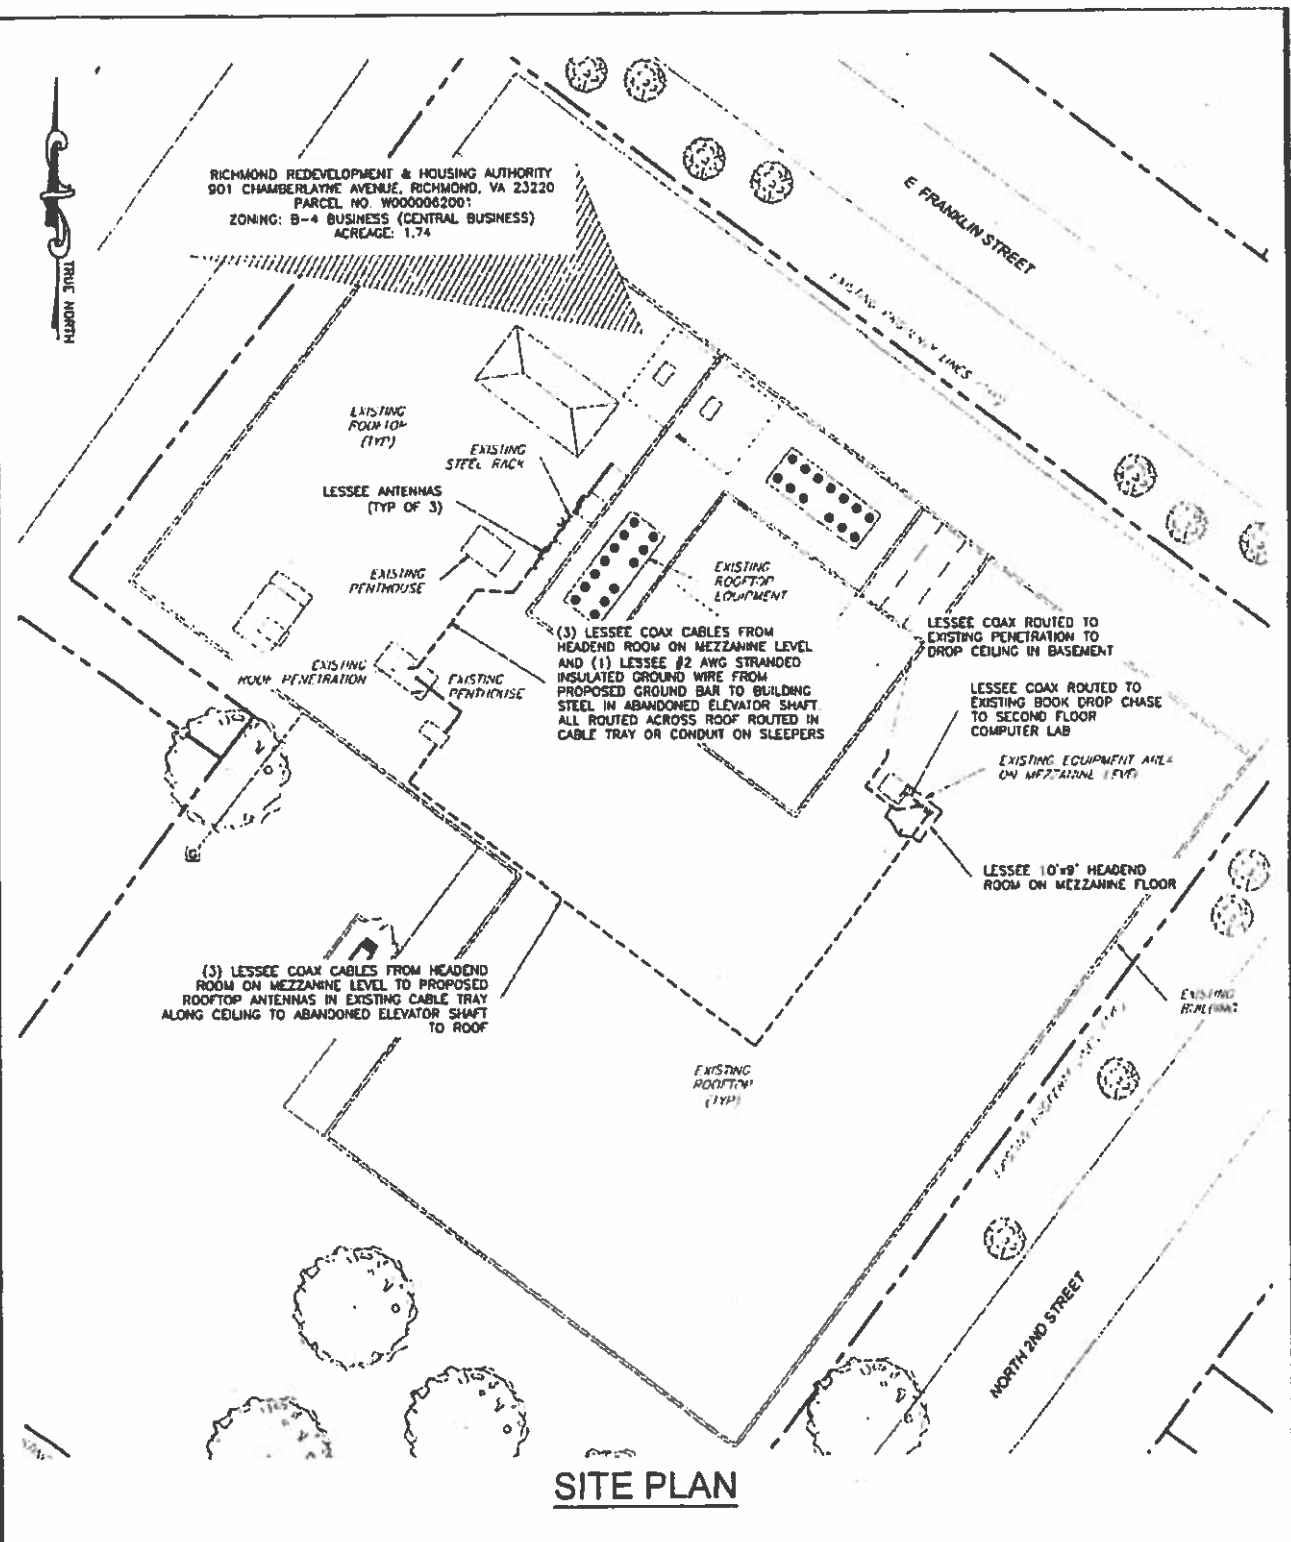 TRUE NORTH
RICHMOND REDEVELOPMENT & HOUSING AUTHORITY
901 CHAMBERLAYNE AVENUE, RICHMOND, VA 23220
PARCEL NO. W0000062001
ZONING: B-4 BUSINESS (CENTRAL BUSINESS)
ACREAGE: 1.74
E FRANKLIN STREET
EXISTING PROPERTY LINES (TYP)
EXISTING
ROOFTOP
(TYP)
EXISTING
STEEL RACK
LESSEE ANTENNAS
(TYP OF 3)
EXISTING
PENTHOUSE
EXISTING
ROOFTOP
EQUIPMENT
(3) LESSEE COAX CABLES FROM
HEADEND ROOM ON MEZZANINE LEVEL
AND (1) LESSEE #2 AWG STRANDED
INSULATED GROUND WIRE FROM
PROPOSED GROUND BAR TO BUILDING
STEEL IN ABANDONED ELEVATOR SHAFT.
ALL ROUTED ACROSS ROOF ROUTED IN
CABLE TRAY OR CONDUIT ON SLEEPERS
LESSEE COAX ROUTED TO
EXISTING PENETRATION TO
DROP CEILING IN BASEMENT
EXISTING
ROOF PENETRATION
EXISTING
PENTHOUSE
LESSEE COAX ROUTED TO
EXISTING BOOK DROP CHASE
TO SECOND FLOOR
COMPUTER LAB
EXISTING EQUIPMENT AREA
ON MEZZANINE LEVEL
LESSEE 10'x9' HEADEND
ROOM ON MEZZANINE FLOOR
G
(3) LESSEE COAX CABLES FROM HEADEND
ROOM ON MEZZANINE LEVEL TO PROPOSED
ROOFTOP ANTENNAS IN EXISTING CABLE TRAY
ALONG CEILING TO ABANDONED ELEVATOR SHAFT
TO ROOF
EXISTING
BUILDING
EXISTING
ROOFTOP
(TYP)
NORTH 2ND STREET
SITE PLAN